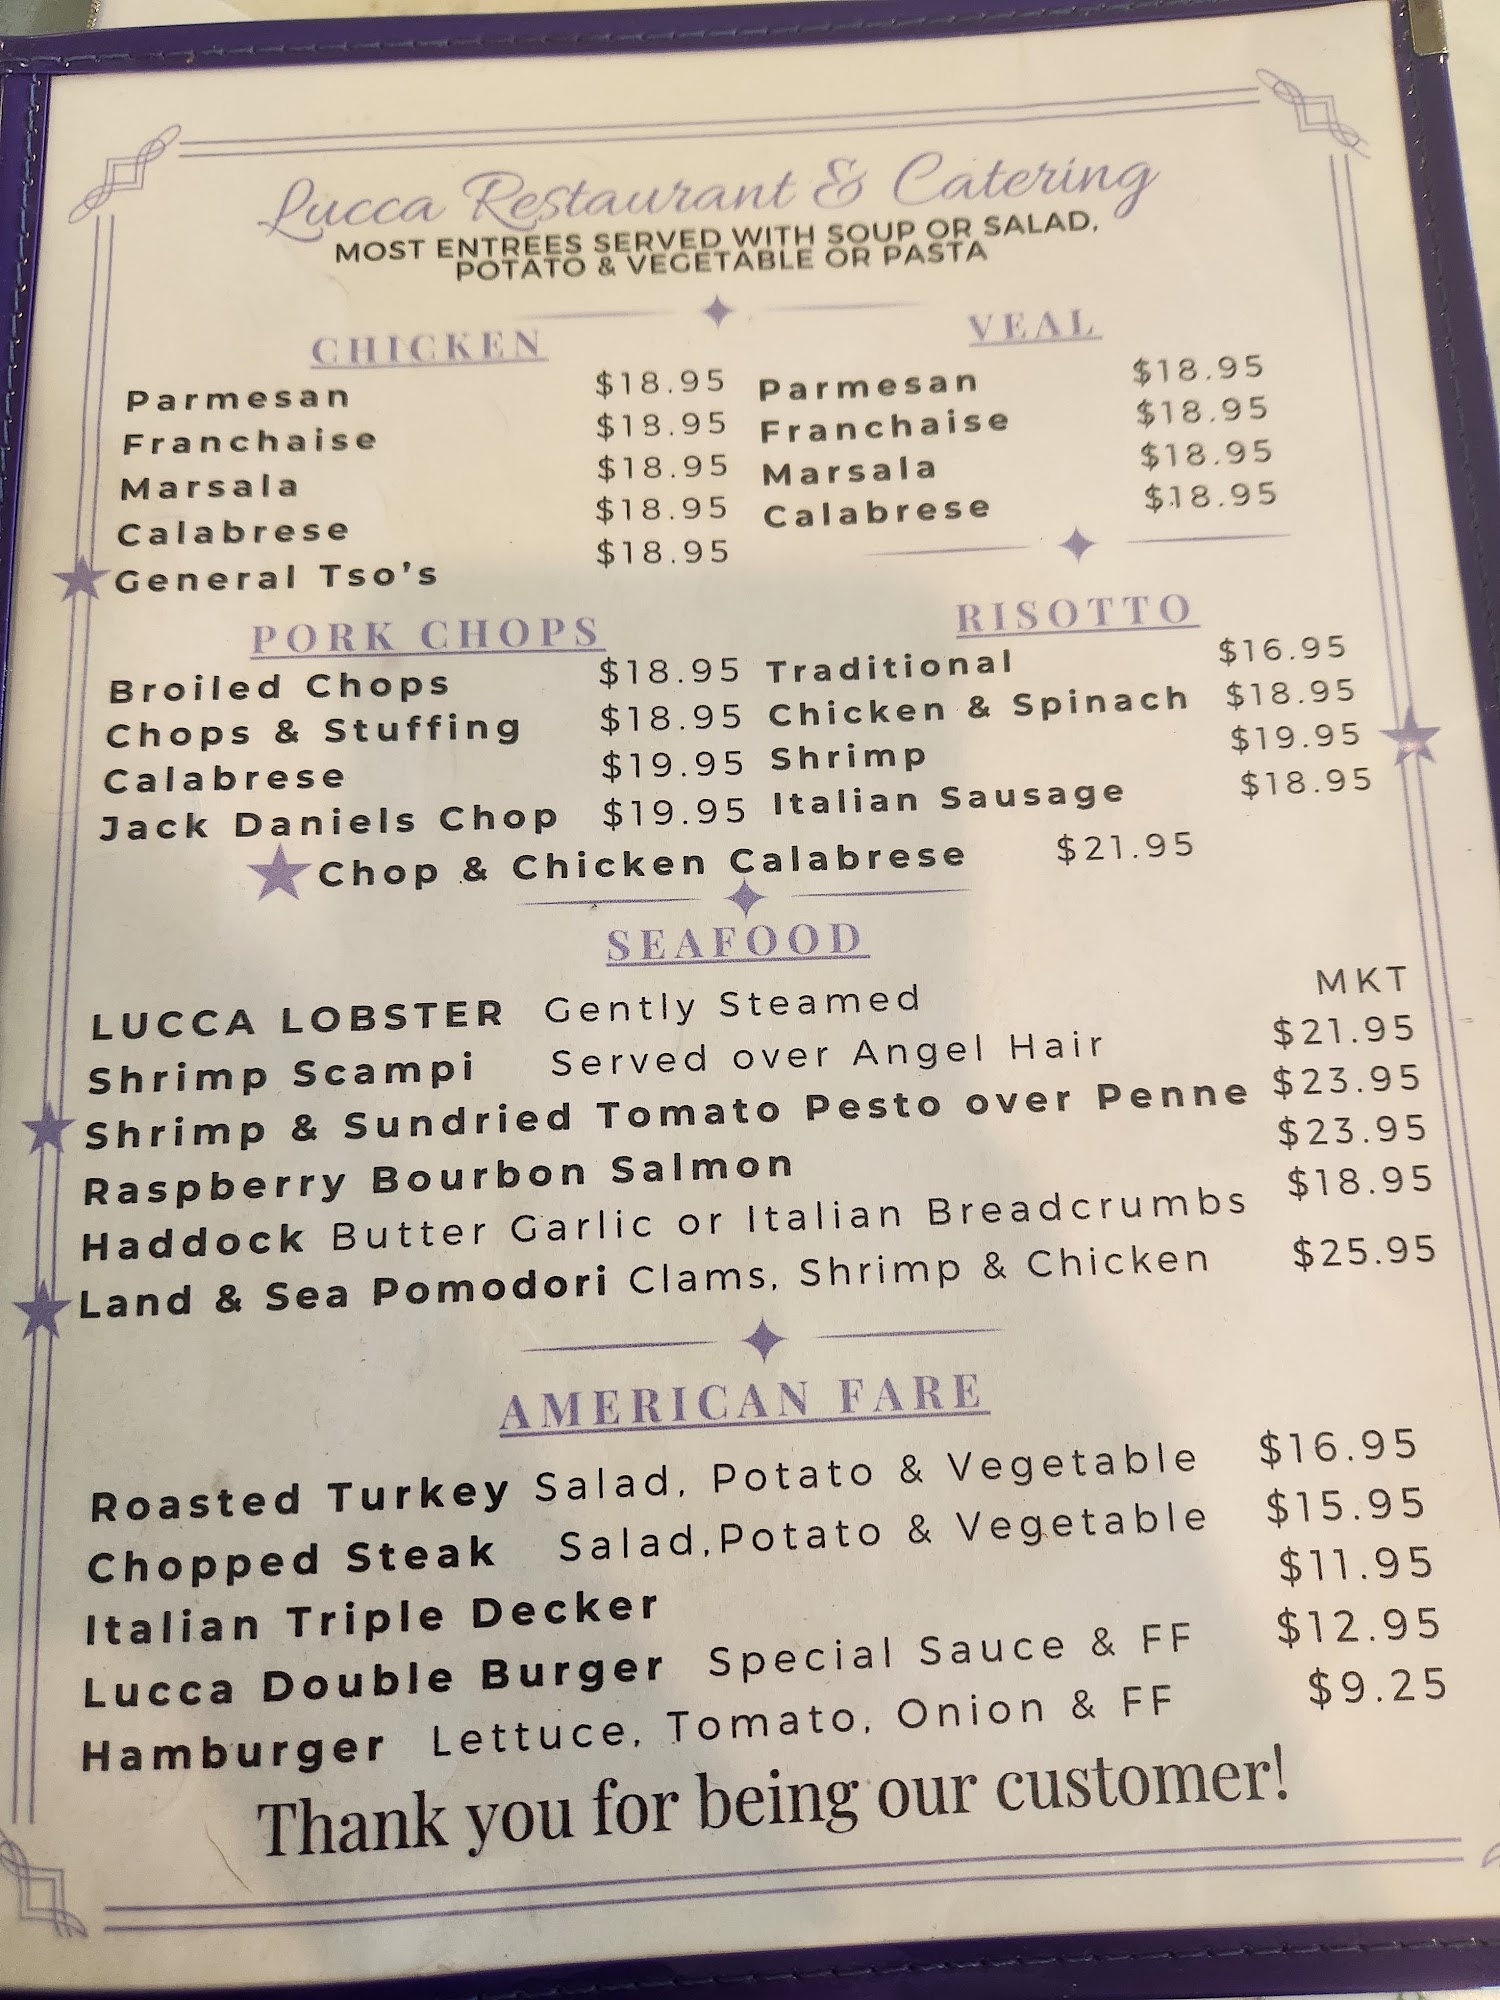 Lucca Restaurant & Catering
MOST ENTREES SERVED WITH SOUP OR SALAD,
POTATO & VEGETABLE OR PASTA
CHICKEN
Parmesan $18.95
Franchaise $18.95
Marsala $18.95
Calabrese $18.95
General Tso's $18.95
VEAL
Parmesan $18.95
Franchaise $18.95
Marsala $18.95
Calabrese $18.95
PORK CHOPS
Broiled Chops $18.95
Chops & Stuffing $18.95
Calabrese $19.95
Jack Daniels Chop $19.95
RISOTTO
Traditional $16.95
Chicken & Spinach $18.95
Shrimp $19.95
Italian Sausage $18.95
Chop & Chicken Calabrese $21.95
SEAFOOD
LUCCA LOBSTER Gently Steamed MKT
Shrimp Scampi Served over Angel Hair $21.95
Shrimp & Sundried Tomato Pesto over Penne $23.95
Raspberry Bourbon Salmon $23.95
Haddock Butter Garlic or Italian Breadcrumbs $18.95
Land & Sea Pomodori Clams, Shrimp & Chicken $25.95
AMERICAN FARE
Roasted Turkey Salad, Potato & Vegetable $16.95
Chopped Steak Salad,Potato & Vegetable $15.95
Italian Triple Decker $11.95
Lucca Double Burger Special Sauce & FF $12.95
Hamburger Lettuce, Tomato, Onion & FF $9.25
Thank you for being our customer!